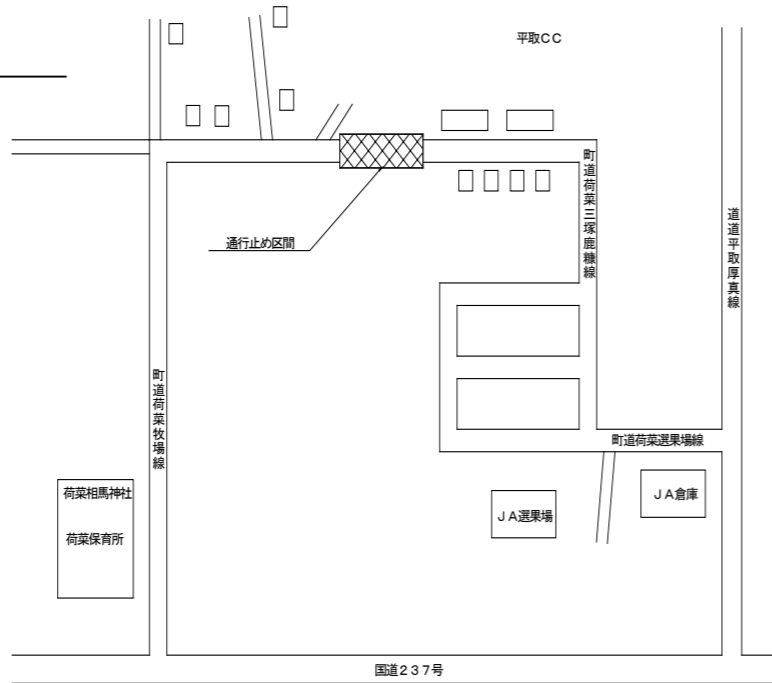 平取ＣＣ
町道荷菜三塚鹿糠線
道道平取厚真線
通行止め区間
町道荷菜牧場線
町道荷菜選果場線
荷菜相馬神社
荷菜保育所
ＪＡ選果場
ＪＡ倉庫
国道２３７号